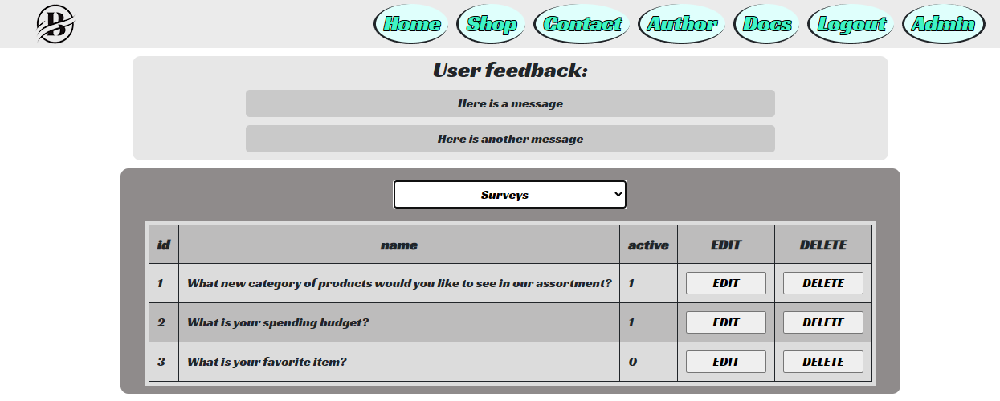 B
Home Shop Contact Author Docs Logout Admin
User feedback:
Here is a message
Here is another message
Surveys
id name active EDIT DELETE
1 What new category of products would you like to see in our assortment? 1 EDIT DELETE
2 What is your spending budget? 1 EDIT DELETE
3 What is your favorite item? 0 EDIT DELETE